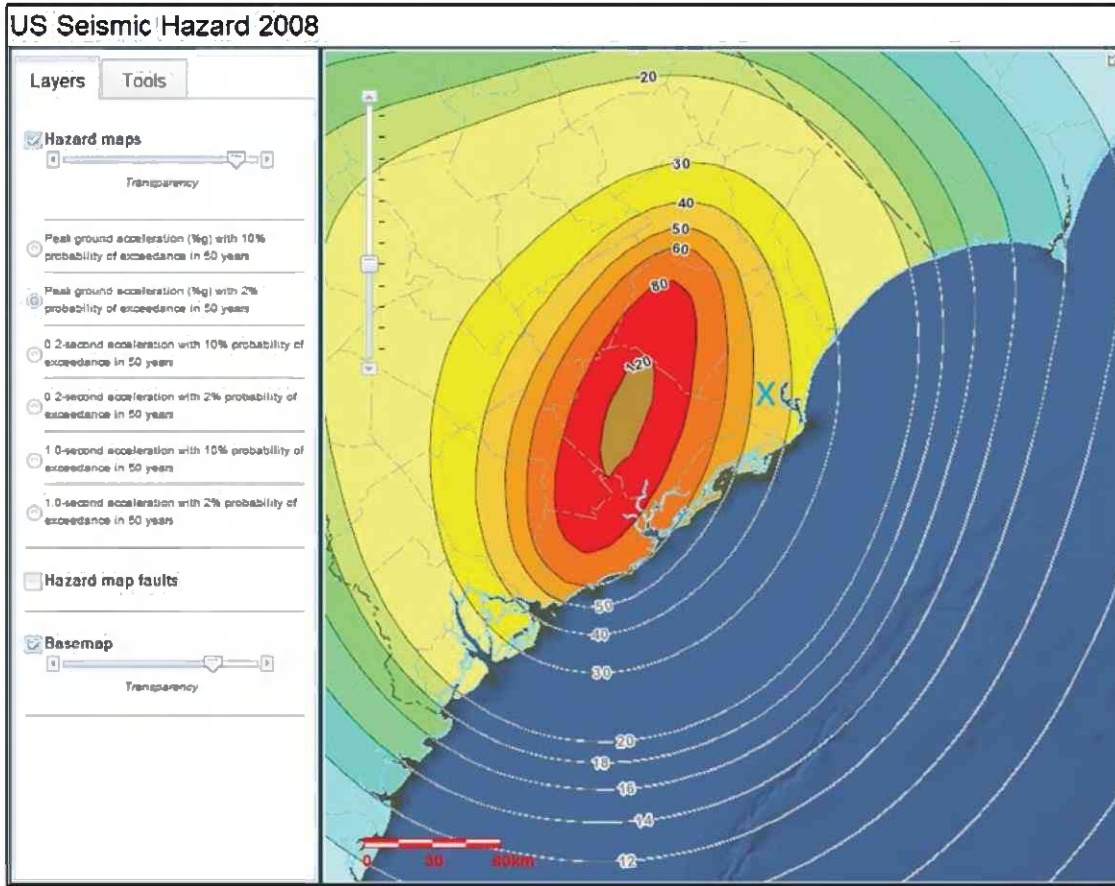 US Seismic Hazard 2008
Layers
Tools
Hazard maps
Transparency
Peak ground acceleration (%g) with 10%
probability of exceedance in 50 years
Peak ground acceleration (%g) with 2%
probability of exceedance in 50 years
0.2-second acceleration with 10% probability of
exceedance in 50 years
0.2-second acceleration with 2% probability of
exceedance in 50 years
1.0-second acceleration with 10% probability of
exceedance in 50 years
1.0-second acceleration with 2% probability of
exceedance in 50 years
Hazard map faults
Basemap
Transparency
20
30
40
50
60
80
120
X
50
40
30
20
18
16
14
12
0 30 60km